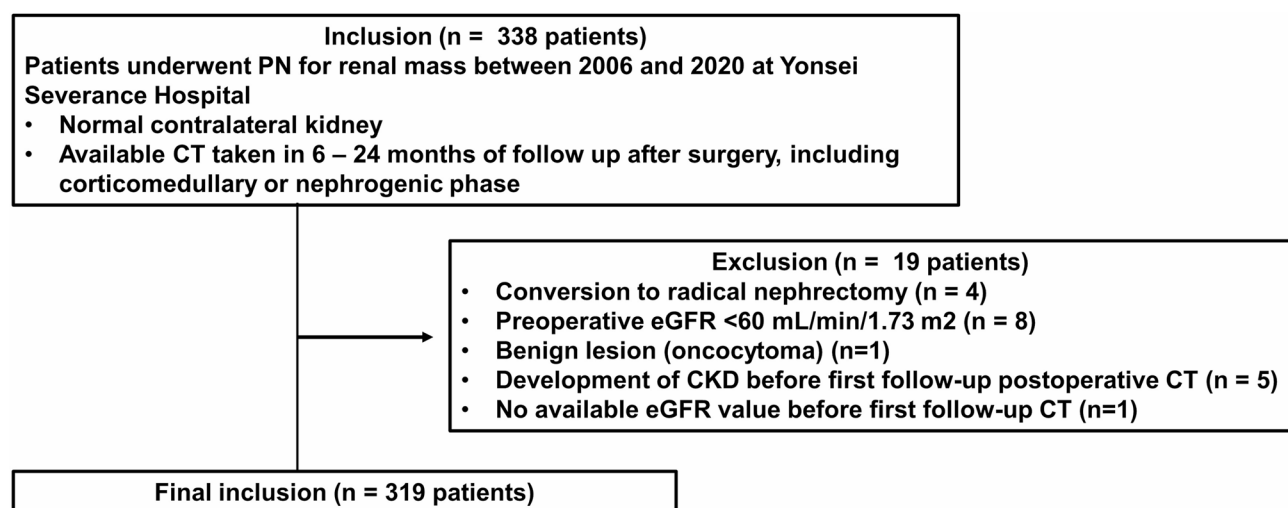 Inclusion (n =  338 patients)
Patients underwent PN for renal mass between 2006 and 2020 at Yonsei
Severance Hospital
• Normal contralateral kidney
• Available CT taken in 6 – 24 months of follow up after surgery, including
corticomedullary or nephrogenic phase
Exclusion (n =  19 patients)
• Conversion to radical nephrectomy (n = 4)
• Preoperative eGFR <60 mL/min/1.73 m2 (n = 8)
• Benign lesion (oncocytoma) (n=1)
• Development of CKD before first follow-up postoperative CT (n = 5)
• No available eGFR value before first follow-up CT (n=1)
Final inclusion (n = 319 patients)